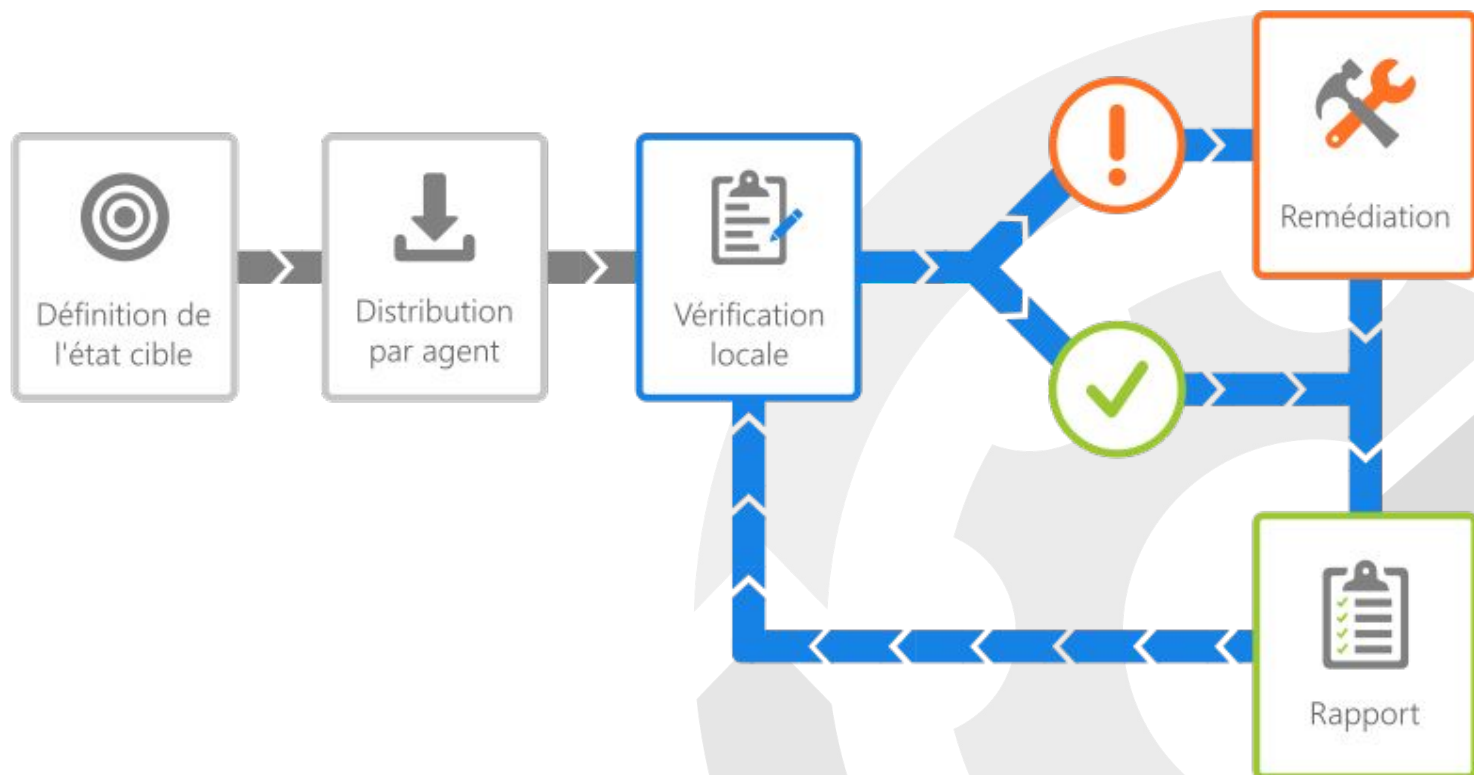 Définition de
l'état cible
Distribution
par agent
Vérification
locale
Remédiation
Rapport